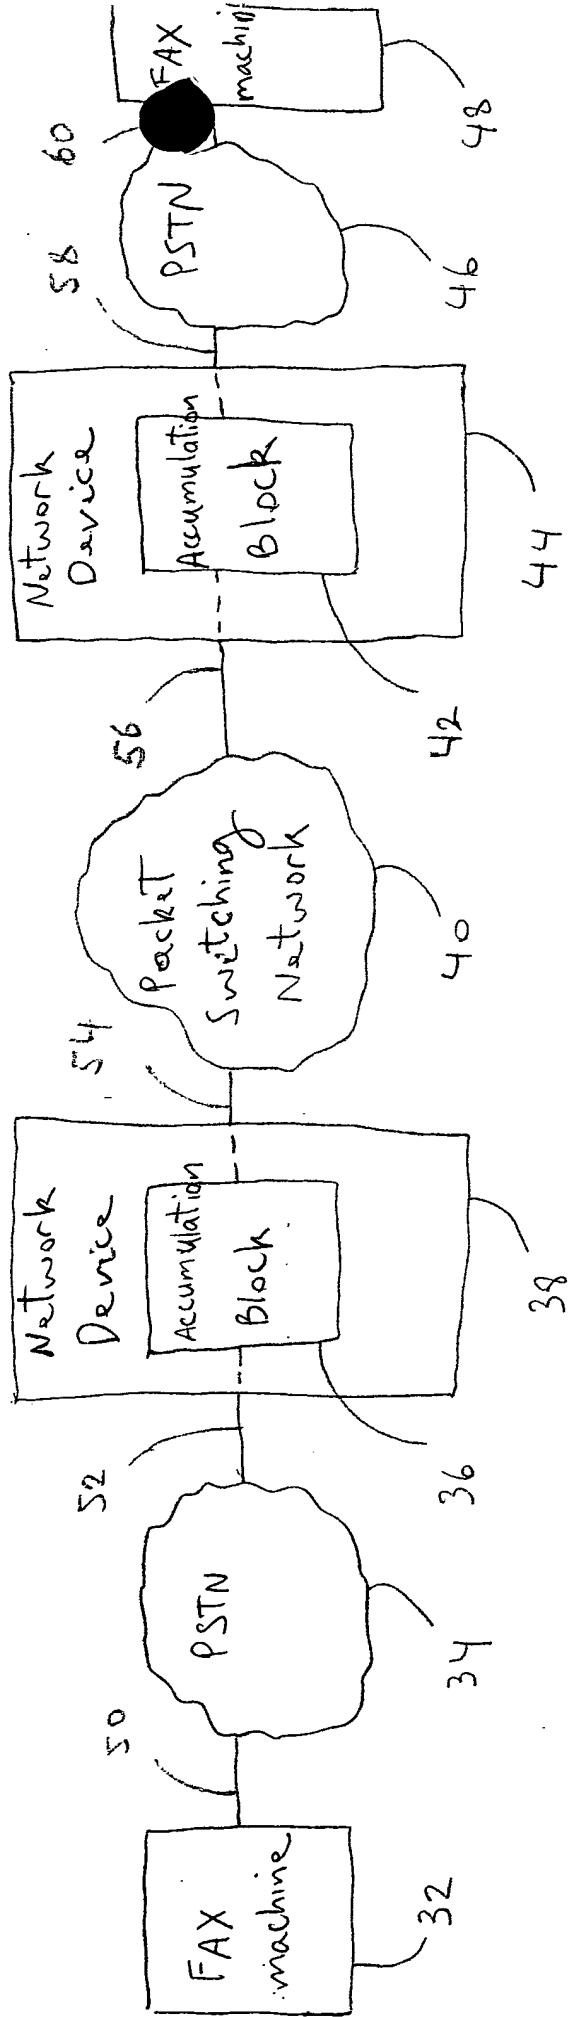 FAX
machine
32
50
PSTN
34
52
Network
Device
Accumulation
Block
36
38
54
Packet
Switching
Network
40
56
Network
Device
Accumulation
Block
42
44
58
PSTN
46
60
FAX
machin
48